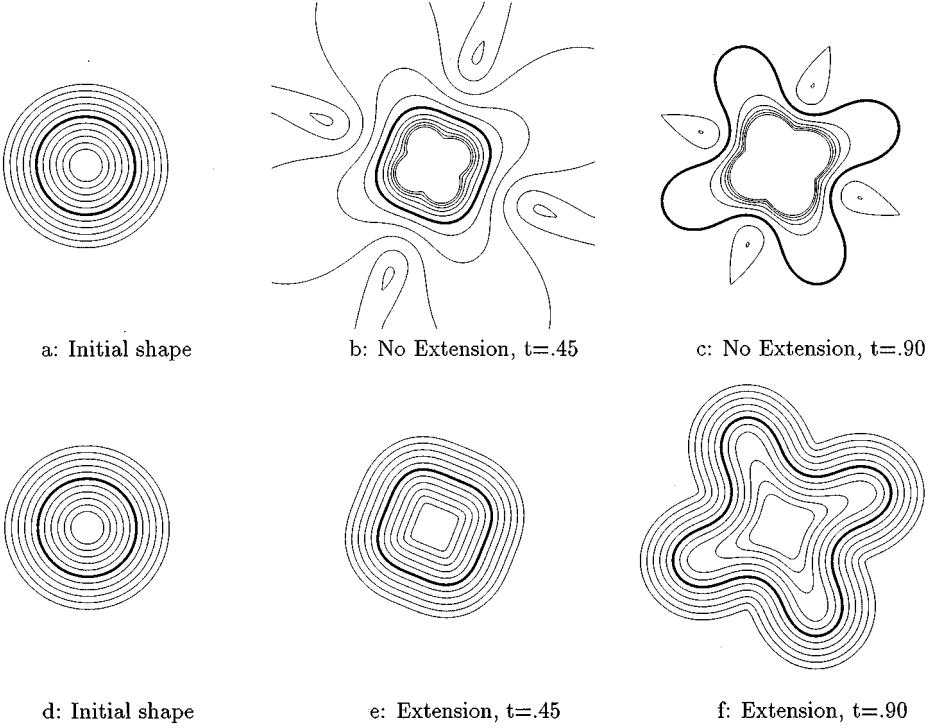 a: Initial shape
b: No Extension, t=.45
c: No Extension, t=.90
d: Initial shape
e: Extension, t=.45
f: Extension, t=.90